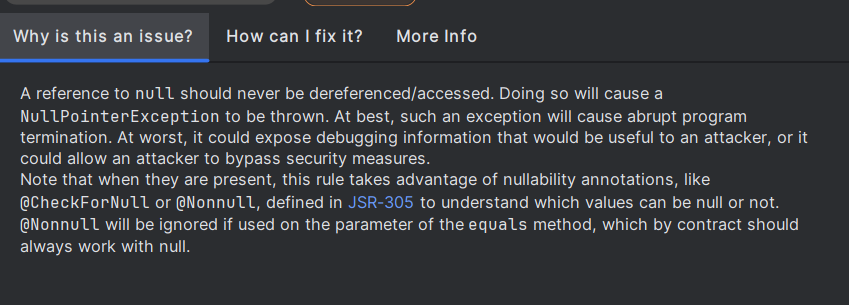 Why is this an issue? How can I fix it? More Info
A reference to null should never be dereferenced/accessed. Doing so will cause a
NullPointerException to be thrown. At best, such an exception will cause abrupt program
termination. At worst, it could expose debugging information that would be useful to an attacker, or it
could allow an attacker to bypass security measures.
Note that when they are present, this rule takes advantage of nullability annotations, like
@CheckForNull or @Nonnull, defined in JSR-305 to understand which values can be null or not.
@Nonnull will be ignored if used on the parameter of the equals method, which by contract should
always work with null.